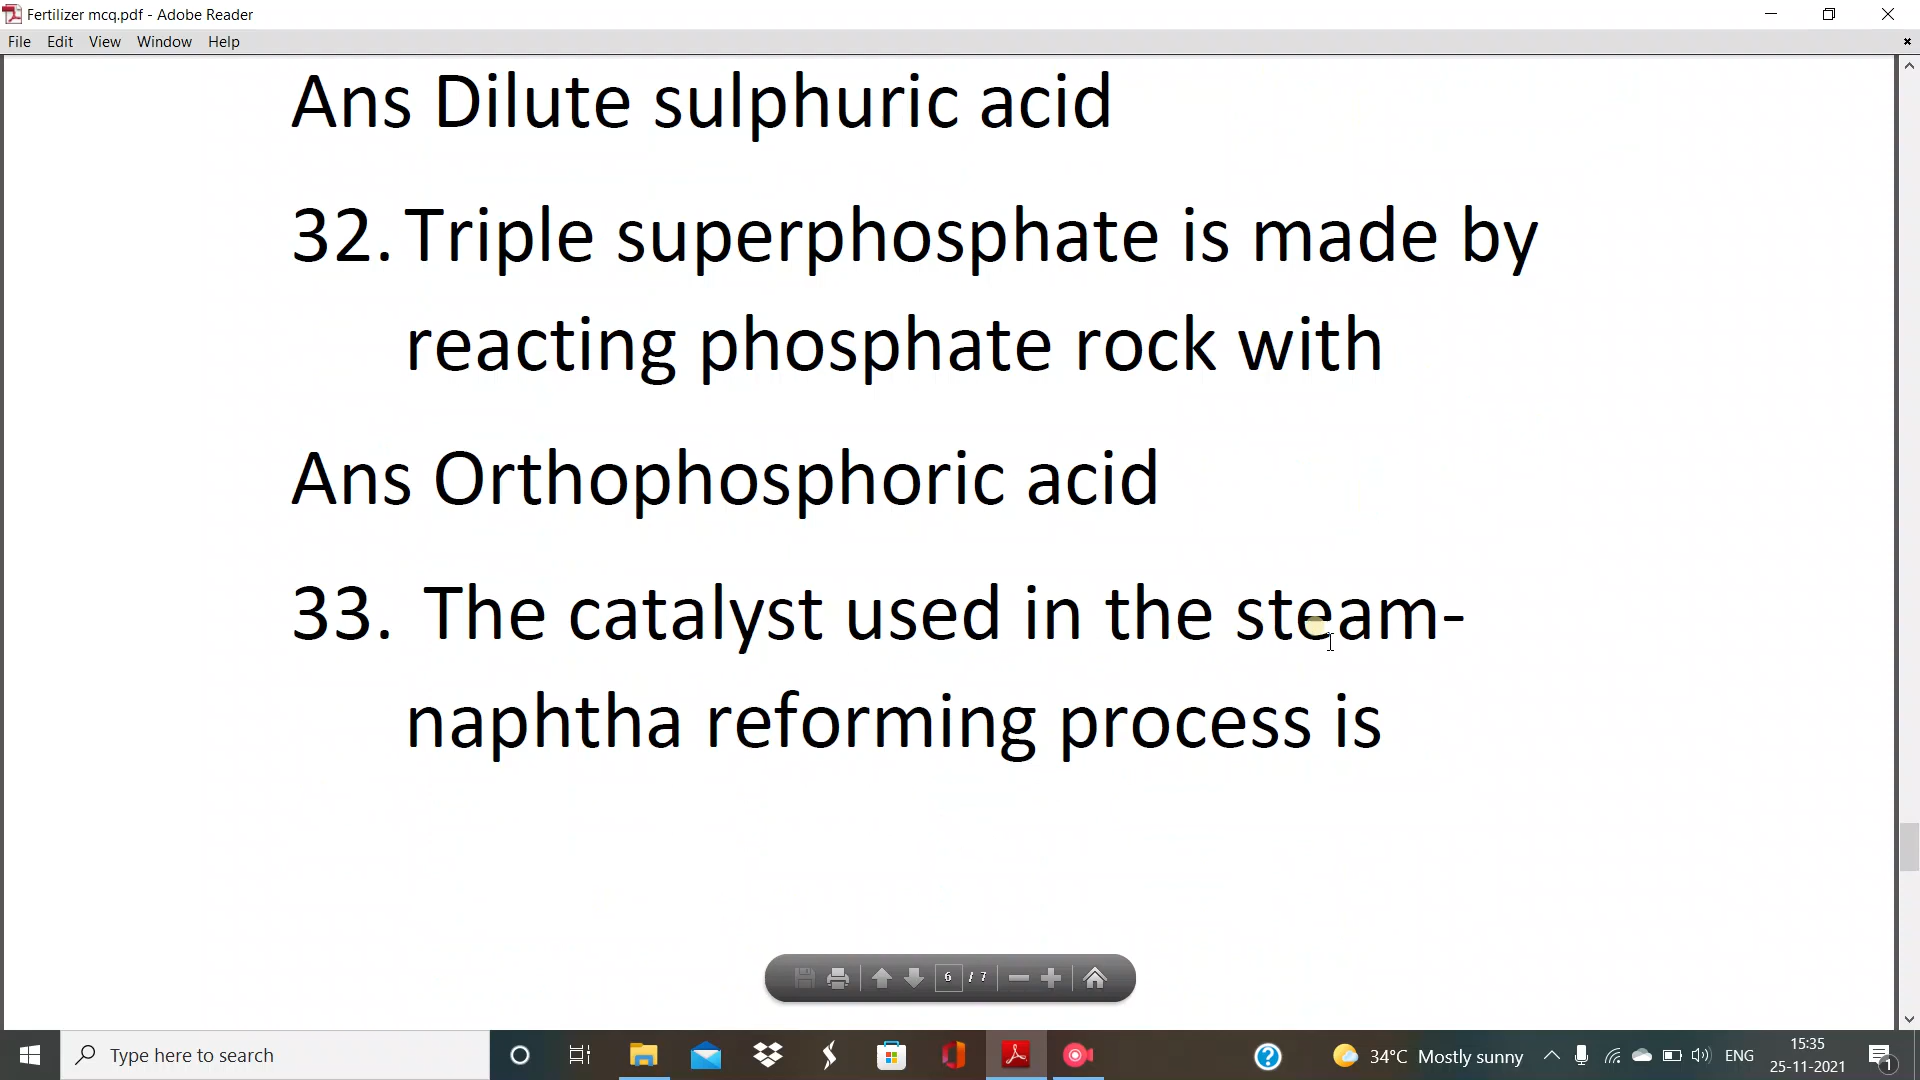 Fertilizer mcq.pdf - Adobe Reader
File Edit View Window Help
Ans Dilute sulphuric acid
32. Triple superphosphate is made by
reacting phosphate rock with
Ans Orthophosphoric acid
33. The catalyst used in the steam-
naphtha reforming process is
6 / 7
Type here to search
34°C Mostly sunny
ENG
15:35
25-11-2021
1